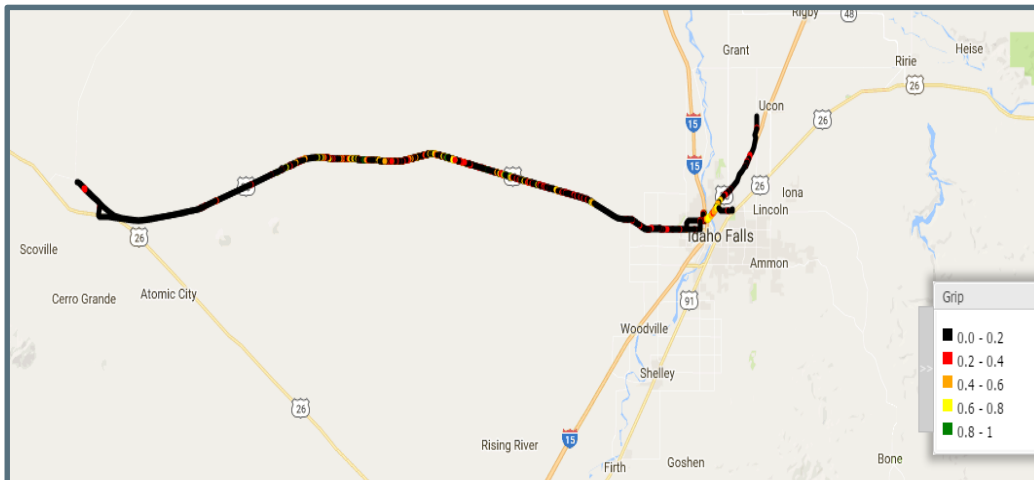 Rigby
48
Grant
Heise
Ririe
26
Ucon
15
26
15
20
26
Iona
Lincoln
26
Idaho Falls
Scoville
Ammon
Atomic City
Cerro Grande
Grip
91
0.0 - 0.2
Woodville
0.2 - 0.4
>>
0.4 - 0.6
Shelley
0.6 - 0.8
26
0.8 - 1
Rising River
15
Bone
Firth
Goshen